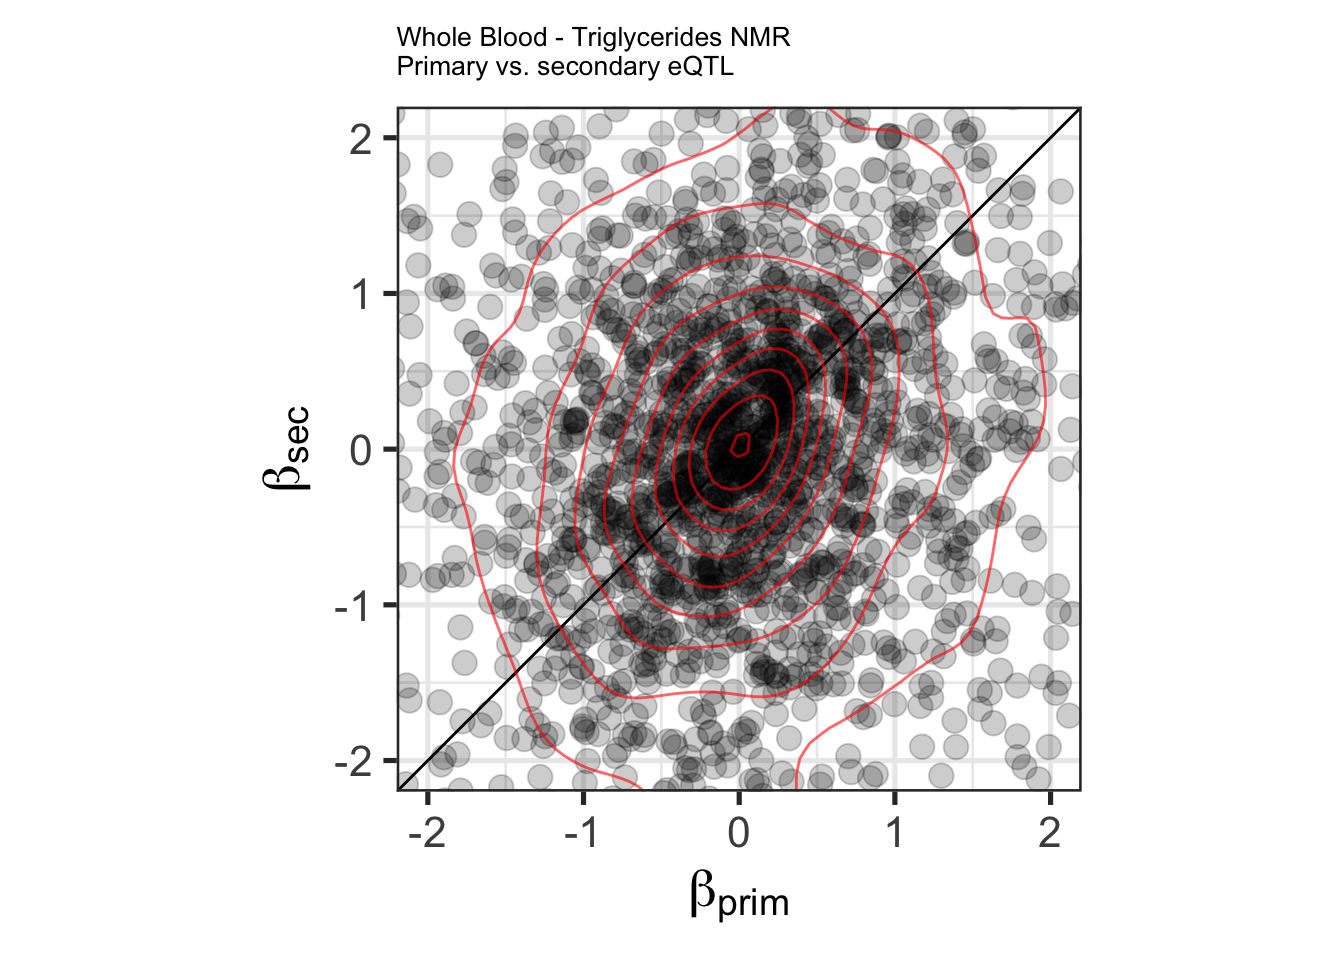 Whole Blood - Triglycerides NMR
Primary vs. secondary eQTL
2
1
0
-1
-2
βsec
-2 -1 0 1 2
βprim